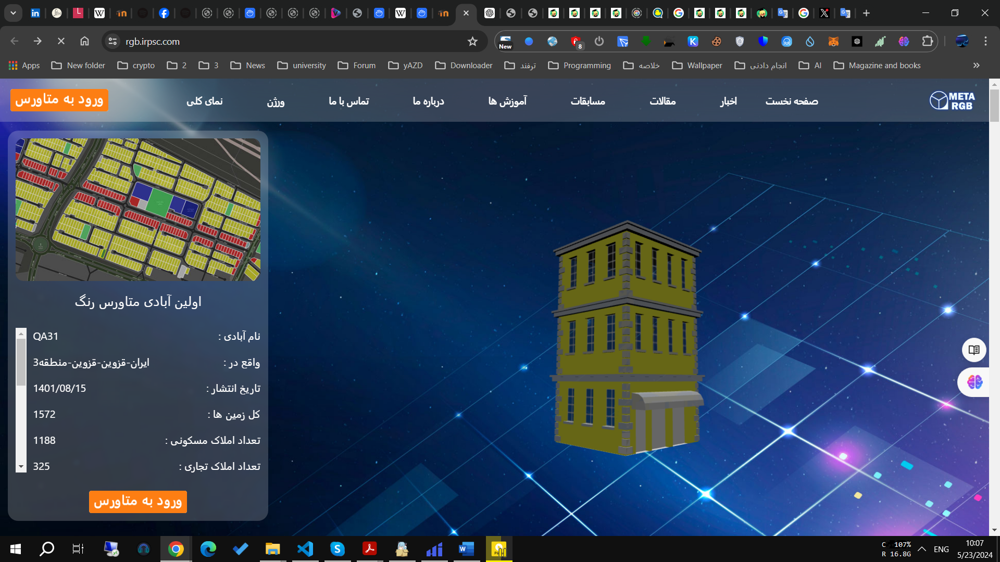 rgb.irpsc.com
New
8
Apps
New folder
crypto
2
3
News
university
Forum
yAZD
Downloader
ترفند
Programming
خلاصه
Wallpaper
انجام دادنی
AI
Magazine and books
META
RGB
صفحه نخست
اخبار
مقالات
مسابقات
آموزش ها
درباره ما
تماس با ما
ورژن
نمای کلی
ورود به متاورس
اولین آبادی متاورس رنگ
نام آبادی : QA31
واقع در : ایران-قزوین-قزوین-منطقه3
تاریخ انتشار : 1401/08/15
کل زمین ها : 1572
تعداد املاک مسکونی : 1188
تعداد املاک تجاری : 325
ورود به متاورس
C 107%
R 16.8G
ENG
10:07
5/23/2024